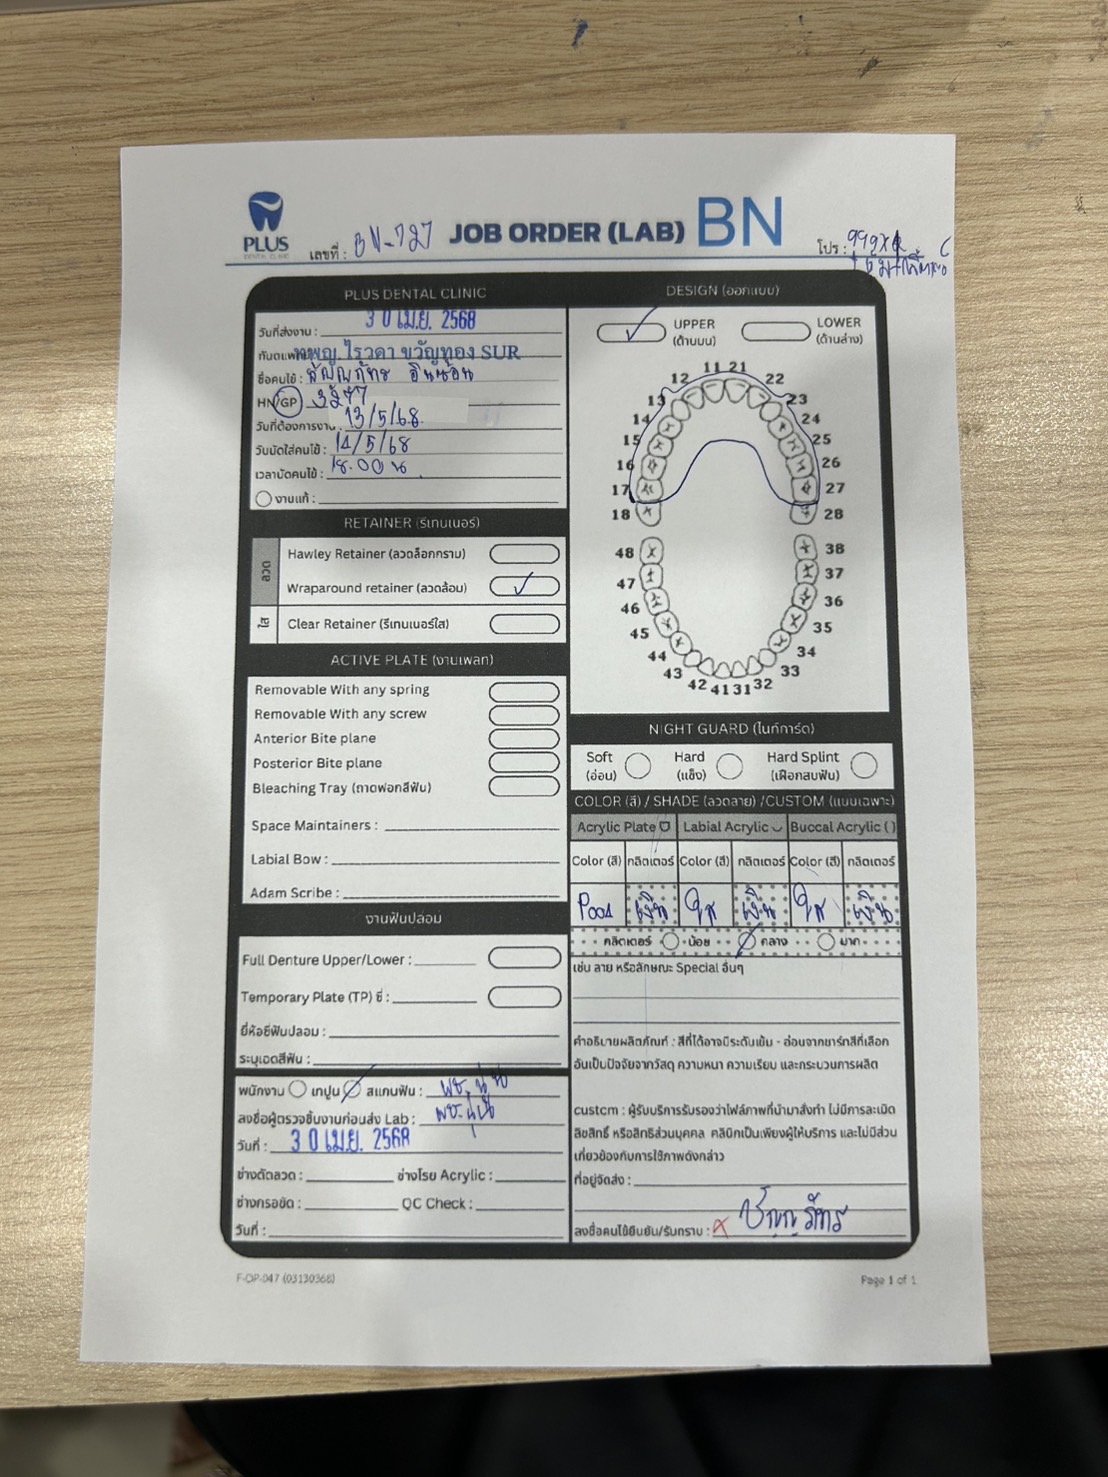 PLUS
DENTAL CLINIC
เลขที่ : BN-727
JOB ORDER (LAB) BN
โปร :
PLUS DENTAL CLINIC
วันที่ส่งงาน : 30 เม.ย. 2568
ทันตแพทย์ ทพญ. ไรวดา ขวัญทอง SUR
ชื่อคนไข้ : อินอ้อน
HN/GP 3277
วันที่ต้องการงาน : 13/5/68
วันนัดใส่คนไข้ : 14/5/68
เวลานัดคนไข้ : 18.00 น
งานแก้ :
RETAINER (รีเทนเนอร์)
ลวด
Hawley Retainer (ลวดล็อกกราม)
Wraparound retainer (ลวดล้อม) ✓
ใส
Clear Retainer (รีเทนเนอร์ใส)
ACTIVE PLATE (งานเพลท)
Removable With any spring
Removable With any screw
Anterior Bite plane
Posterior Bite plane
Bleaching Tray (ถาดฟอกสีฟัน)
Space Maintainers :
Labial Bow :
Adam Scribe :
งานฟันปลอม
Full Denture Upper/Lower :
Temporary Plate (TP) ซี่ :
ยี่ห้อซี่ฟันปลอม :
ระบุเฉดสีฟัน :
พนักงาน เทปูน สแกนฟัน : ผช. นุ่น
ลงชื่อผู้ตรวจชิ้นงานก่อนส่ง Lab : ผช. นุ่น
วันที่ : 30 เม.ย. 2568
ช่างดัดลวด : ช่างโรย Acrylic :
ช่างกรอขัด : QC Check :
วันที่ :
DESIGN (ออกแบบ)
✓ UPPER (ด้านบน)
LOWER (ด้านล่าง)
11 21
12 22
13 23
14 24
15 25
16 26
17 27
18 28
48 38
47 37
46 36
45 35
44 34
43 33
42 41 31 32
NIGHT GUARD (ไนท์การ์ด)
Soft (อ่อน)
Hard (แข็ง)
Hard Splint (เฝือกสบฟัน)
COLOR (สี) / SHADE (ลวดลาย) /CUSTOM (แบบเฉพาะ)
Acrylic Plate Labial Acrylic Buccal Acrylic ( )
Color (สี) กลิตเตอร์ Color (สี) กลิตเตอร์ Color (สี) กลิตเตอร์
P001 เงิน ใส เงิน ใส เงิน
กลิตเตอร์ น้อย กลาง มาก
เช่น ลาย หรือลักษณะ Special อื่นๆ
คำอธิบายผลิตภัณฑ์ : สีที่ได้อาจมีระดับเข้ม - อ่อนจากชาร์ทสีที่เลือก
อันเป็นปัจจัยจากวัสดุ ความหนา ความเรียบ และกระบวนการผลิต
custom : ผู้รับบริการรับรองว่าไฟล์ภาพที่นำมาสั่งทำ ไม่มีการละเมิด
ลิขสิทธิ์ หรือสิทธิส่วนบุคคล คลินิกเป็นเพียงผู้ให้บริการ และไม่มีส่วน
เกี่ยวข้องกับการใช้ภาพดังกล่าว
ที่อยู่จัดส่ง :
ลงชื่อคนไข้ยืนยัน/รับทราบ : X
F-OP-047 (03130368)
Page 1 of 1